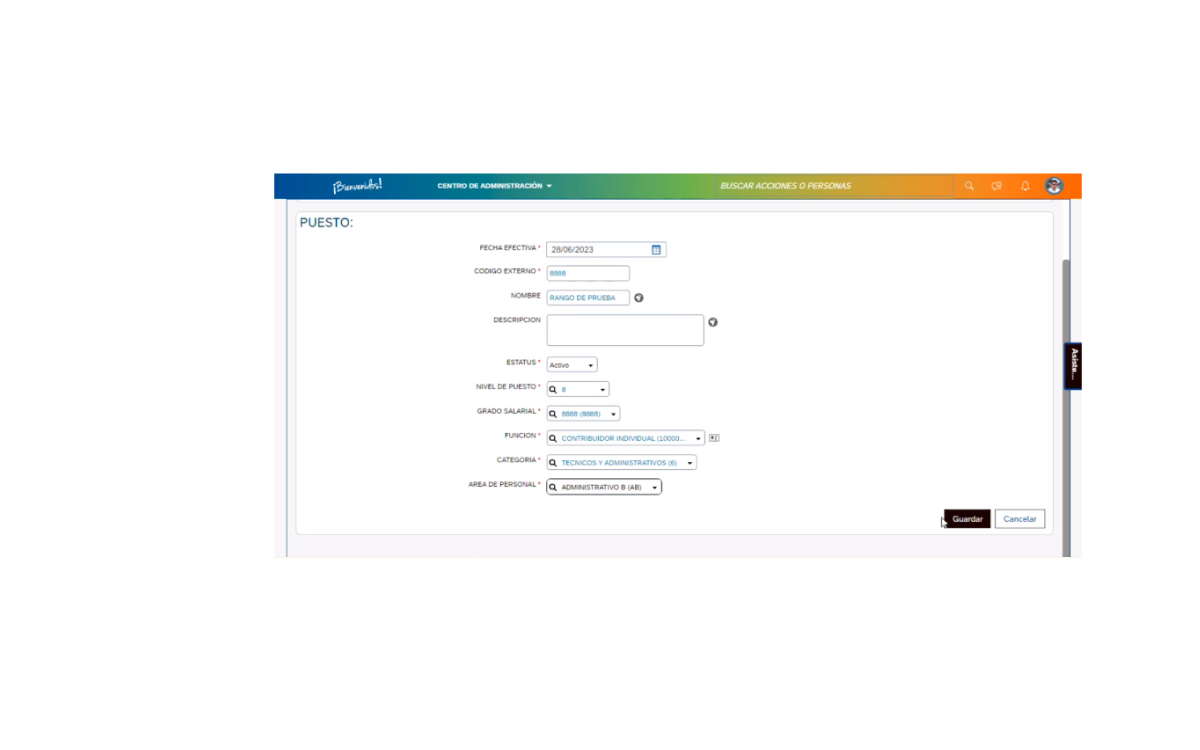 ¡Bienvenidos!
CENTRO DE ADMINISTRACIÓN
BUSCAR ACCIONES O PERSONAS
PUESTO:
FECHA EFECTIVA * 28/06/2023
CODIGO EXTERNO * 8888
NOMBRE RANGO DE PRUEBA
DESCRIPCION
ESTATUS * Activo
NIVEL DE PUESTO * 8
GRADO SALARIAL * 8888 (8888)
FUNCION * CONTRIBUIDOR INDIVIDUAL (10000...
CATEGORIA * TECNICOS Y ADMINISTRATIVOS (6)
AREA DE PERSONAL * ADMINISTRATIVO B (AB)
Guardar Cancelar
Asiste...